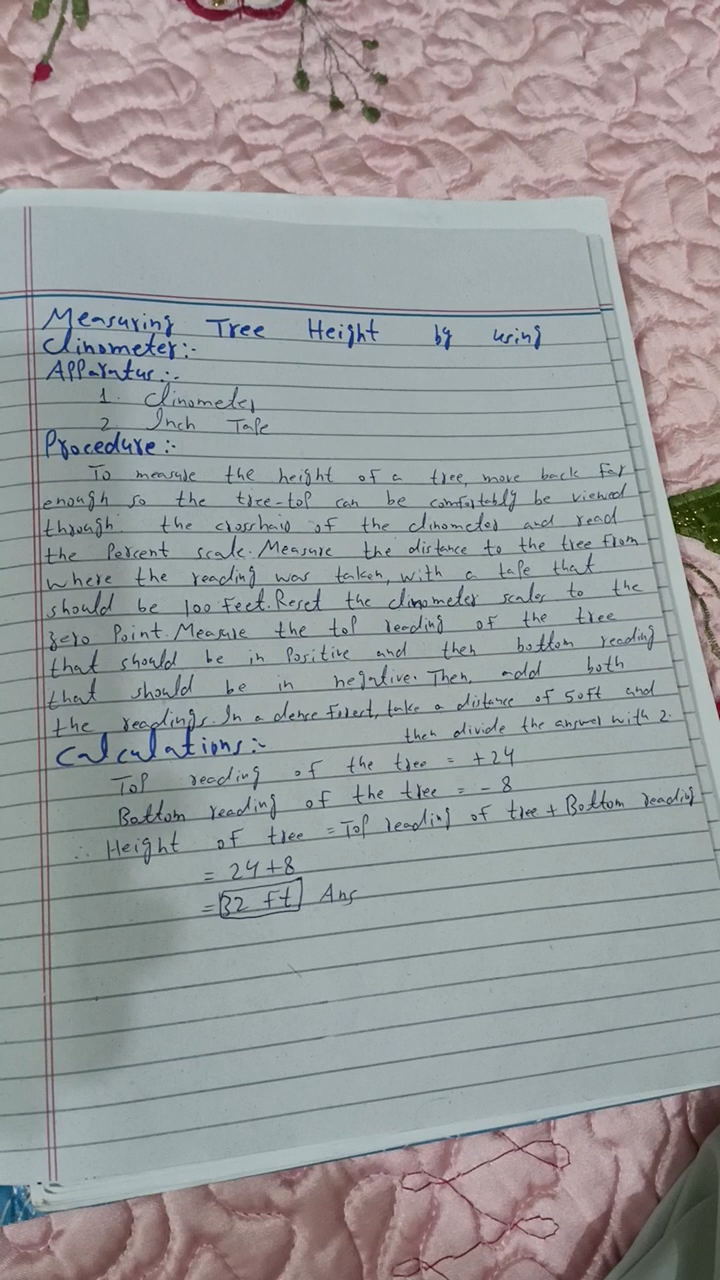 Measuring Tree Height by using
Clinometer:-
Apparatus:-
1. Clinometer
2 Inch Tape
Procedure:-
To measure the height of a tree, move back far
enough so the tree-top can be comfortably be viewed
through the crosshair of the clinometer and read
the Percent scale. Measure the distance to the tree from
where the reading was taken, with a tape that
should be 100 Feet. Reset the clinometer scales to the
zero Point. Measure the top reading of the tree
that should be in Positive and then bottom reading
that should be in negative. Then, add both
the readings. In a dence Forest, take a distance of 50ft and
then divide the answer with 2.
Calculations:-
Top reading of the tree = +24
Bottom reading of the tree = -8
∴ Height of tree = Top reading of tree + Bottom reading
= 24+8
= 32 ft Ans